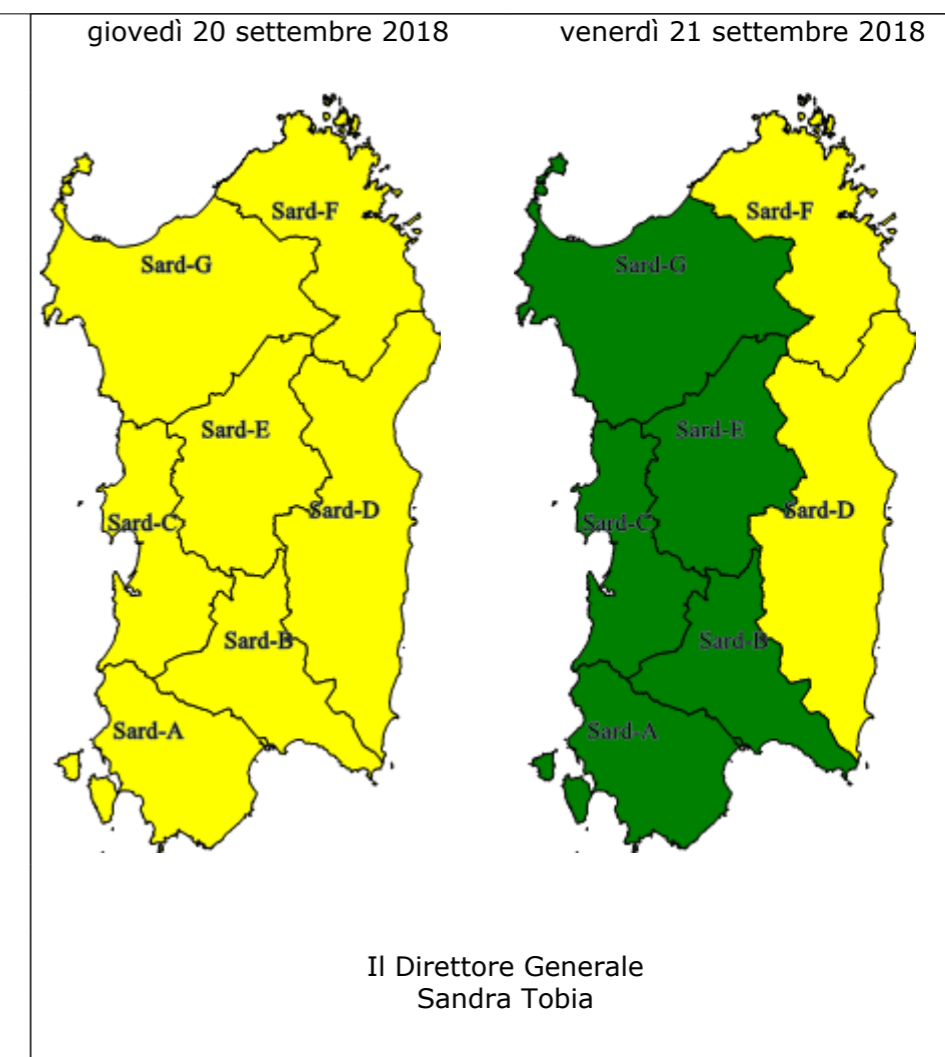 giovedì 20 settembre 2018
Sard-F
Sard-G
Sard-E
Sard-D
Sard-C
Sard-B
Sard-A
venerdì 21 settembre 2018
Sard-F
Sard-G
Sard-E
Sard-D
Sard-C
Sard-B
Sard-A
Il Direttore Generale
Sandra Tobia